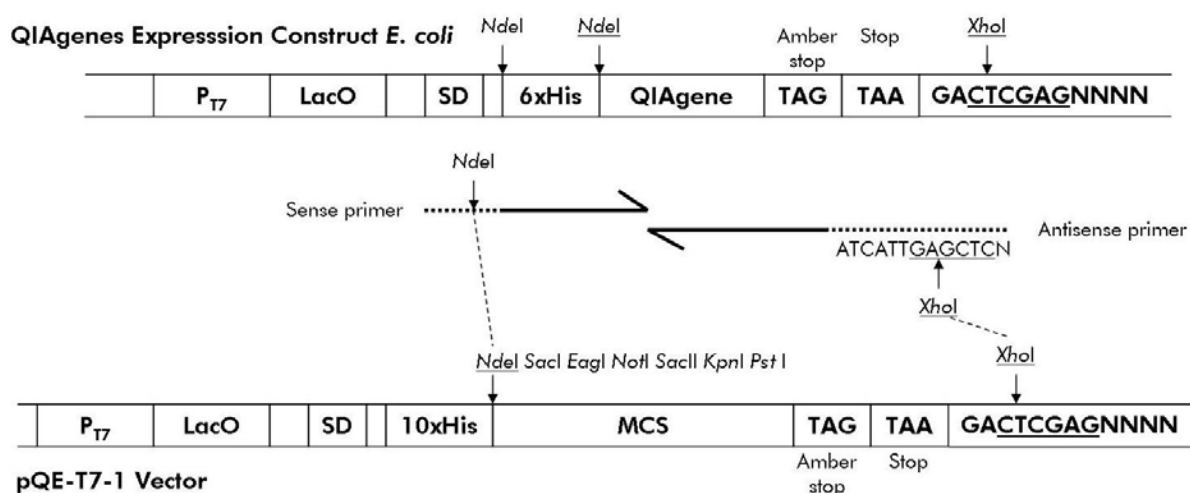 QIAgenes Expresssion Construct E. coli
NdeI NdeI Amber stop Stop XhoI
PT7 LacO SD 6xHis QIAgene TAG TAA GACTCGAGNNNN
NdeI
Sense primer
Antisense primer
ATCATTGAGCTCN
XhoI
NdeI SacI EagI NotI SacII KpnI Pst I
XhoI
PT7 LacO SD 10xHis MCS TAG TAA GACTCGAGNNNN
Amber stop Stop
pQE-T7-1 Vector